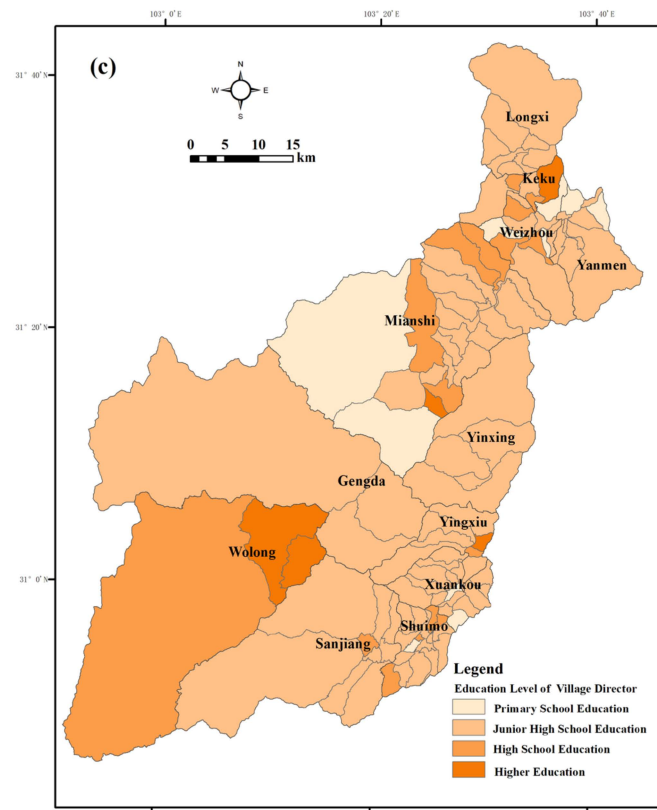 103 ° 0′ E
103 ° 20′ E
103 ° 40′ E
31 ° 40′ N
(c)
N
W E
S
0 5 10 15
km
Longxi
Keku
Weizhou
Yanmen
31 ° 20′ N
Mianshi
Yinxing
Gengda
Yingxiu
Wolong
31 ° 0′ N
Xuankou
Shuimo
Sanjiang
Legend
Education Level of Village Director
Primary School Education
Junior High School Education
High School Education
Higher Education